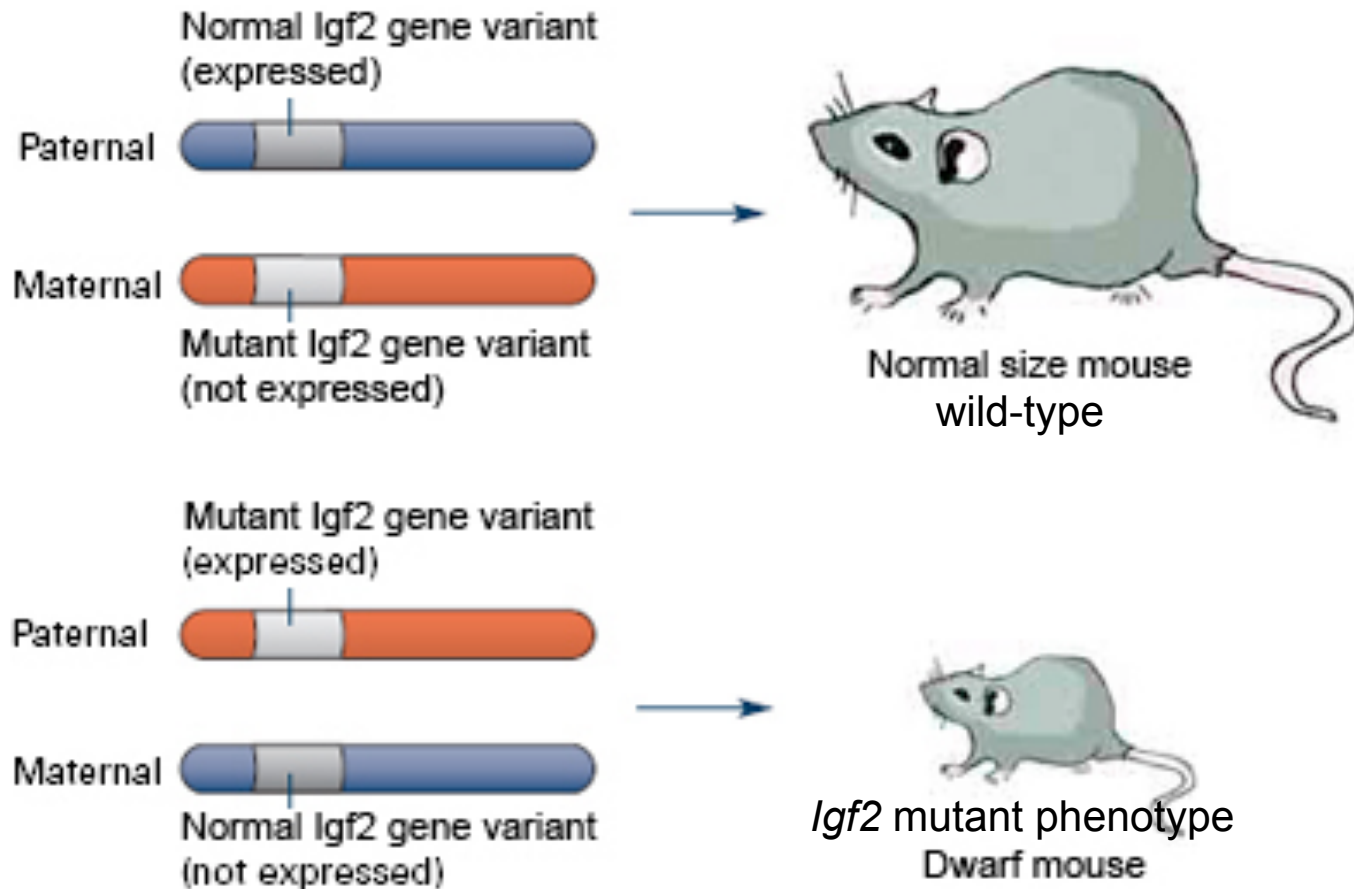 Normal Igf2 gene variant
(expressed)
Paternal
Maternal
Mutant Igf2 gene variant
(not expressed)
Normal size mouse
wild-type
Mutant Igf2 gene variant
(expressed)
Paternal
Maternal
Normal Igf2 gene variant
(not expressed)
Igf2 mutant phenotype
Dwarf mouse